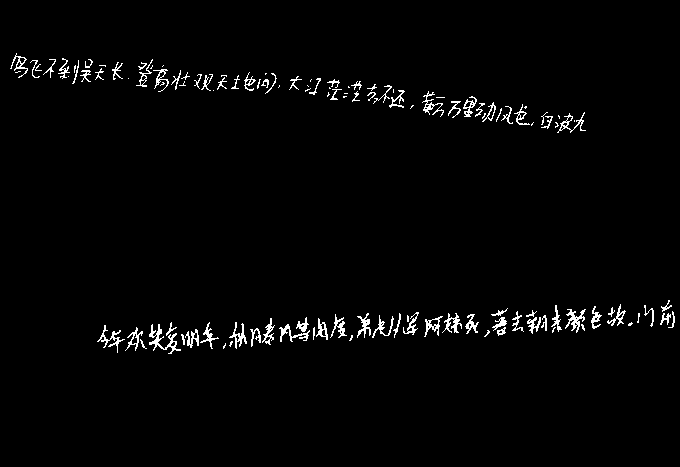 鸟飞不到吴天长.登高壮观天地间,大江茫茫去不还,黄云万里动风色,白波九
今年欢笑复明年,秋月春风等闲度,弟走从军阿姨死,暮去朝来颜色故.门前